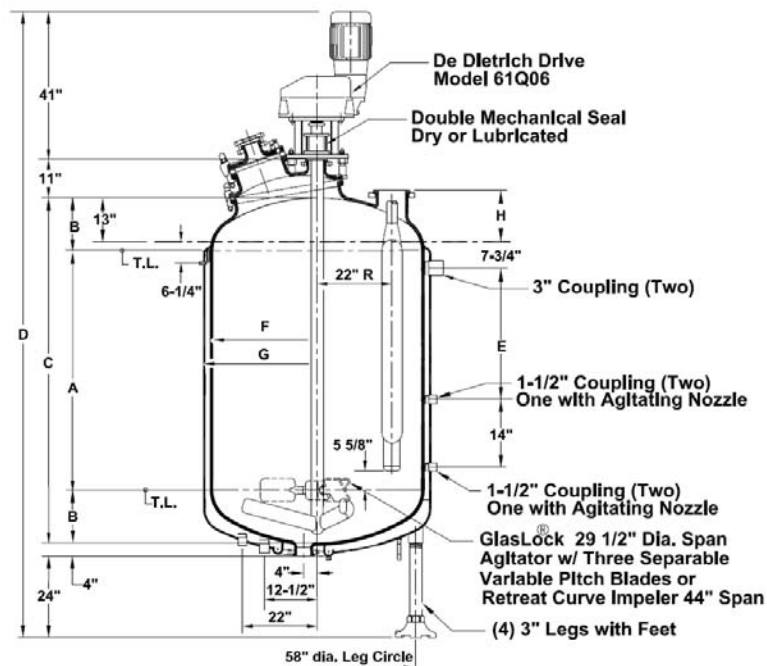 41"
De Dietrich Drive
Model 61Q06
Double Mechanical Seal
Dry or Lubricated
11"
B
13"
H
7-3/4"
T.L.
6-1/4"
22" R
3" Coupling (Two)
D
C
A
F
G
E
1-1/2" Coupling (Two)
One with Agitating Nozzle
5 5/8"
14"
T.L.
B
1-1/2" Coupling (Two)
One with Agitating Nozzle
GlasLock® 29 1/2" Dia. Span
Agitator w/ Three Separable
Variable Pitch Blades or
Retreat Curve Impeler 44" Span
4"
4"
12-1/2"
24"
22"
(4) 3" Legs with Feet
58" dia. Leg Circle